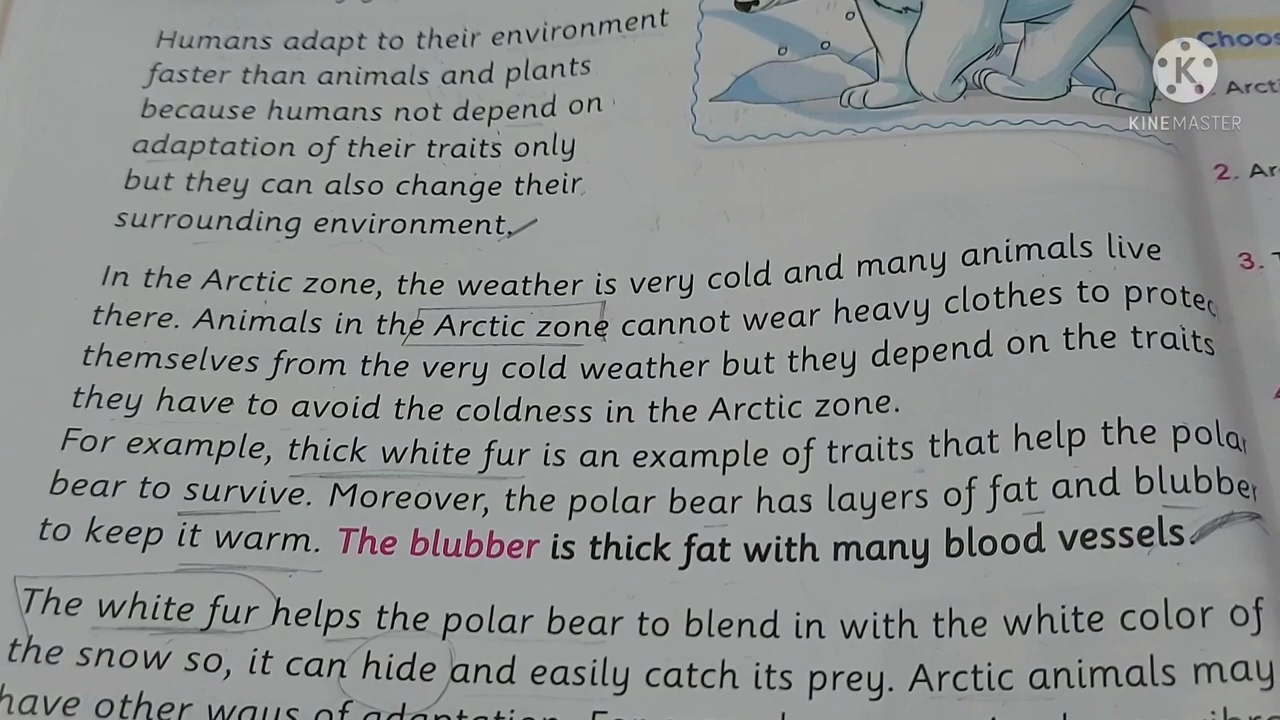 Humans adapt to their environment
faster than animals and plants
because humans not depend on
adaptation of their traits only
but they can also change their
surrounding environment.
In the Arctic zone, the weather is very cold and many animals live
there. Animals in the Arctic zone cannot wear heavy clothes to protec
themselves from the very cold weather but they depend on the traits
they have to avoid the coldness in the Arctic zone.
For example, thick white fur is an example of traits that help the polar
bear to survive. Moreover, the polar bear has layers of fat and blubber
to keep it warm. The blubber is thick fat with many blood vessels.
The white fur helps the polar bear to blend in with the white color of
the snow so, it can hide and easily catch its prey. Arctic animals may
have other ways of adaptation.
Choos
Arct
2. Ar
3.
K
KINEMASTER